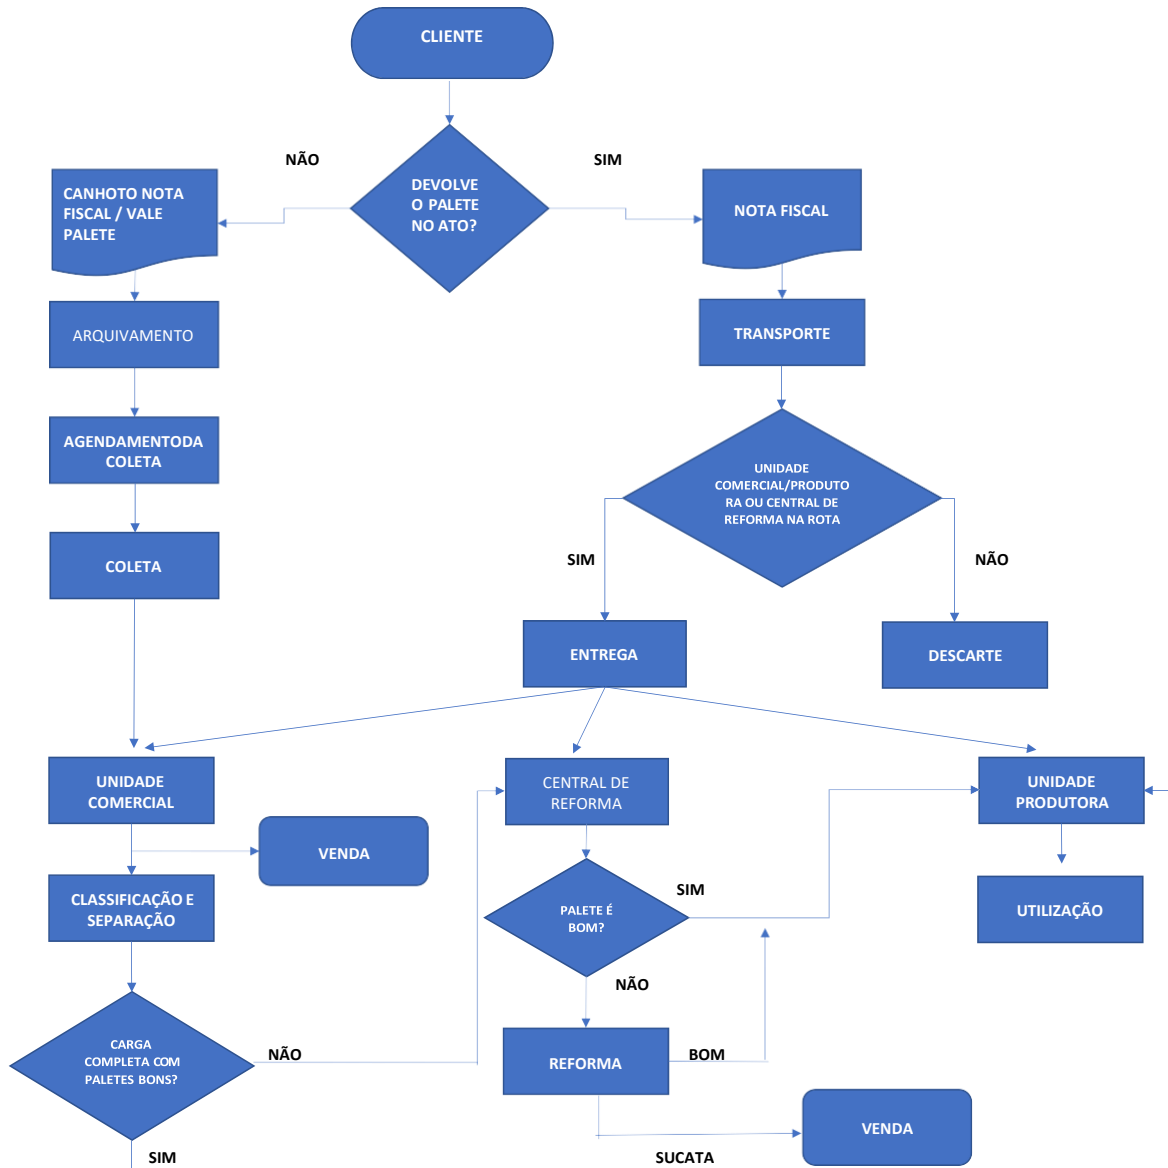 CLIENTE
NÃO
SIM
DEVOLVE
O PALETE
NO ATO?
CANHOTO NOTA
FISCAL / VALE
PALETE
NOTA FISCAL
ARQUIVAMENTO
TRANSPORTE
AGENDAMENTODA
COLETA
UNIDADE
COMERCIAL/PRODUTO
RA OU CENTRAL DE
REFORMA NA ROTA
COLETA
SIM
NÃO
ENTREGA
DESCARTE
UNIDADE
COMERCIAL
CENTRAL DE
REFORMA
UNIDADE
PRODUTORA
VENDA
CLASSIFICAÇÃO E
SEPARAÇÃO
SIM
PALETE É
BOM?
UTILIZAÇÃO
NÃO
CARGA
COMPLETA COM
PALETES BONS?
NÃO
REFORMA
BOM
VENDA
SIM
SUCATA